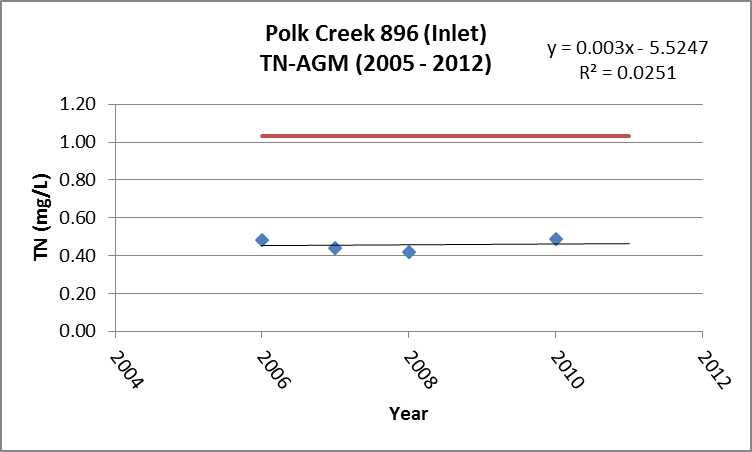 Polk Creek 896 (Inlet)
TN-AGM (2005 - 2012)
y = 0.003x - 5.5247
R² = 0.0251
1.20
1.00
0.80
0.60
0.40
0.20
0.00
TN (mg/L)
2004
2006
2008
2010
2012
Year